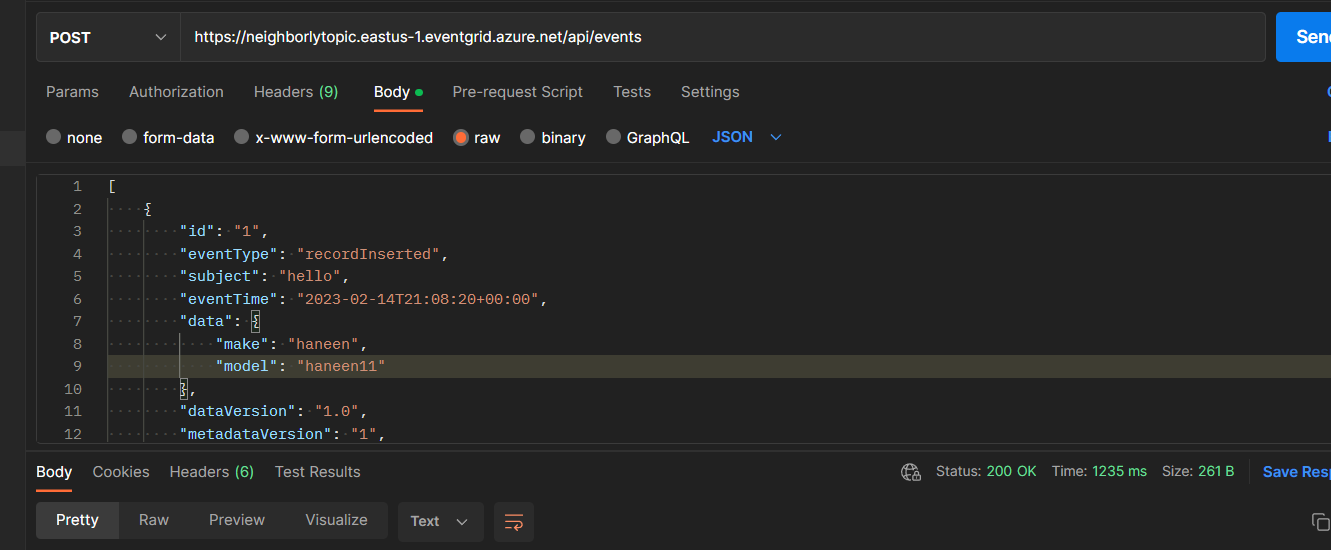 POST https://neighborlytopic.eastus-1.eventgrid.azure.net/api/events
Params Authorization Headers (9) Body Pre-request Script Tests Settings
none form-data x-www-form-urlencoded raw binary GraphQL JSON
1 [
2 {
3 "id": "1",
4 "eventType": "recordInserted",
5 "subject": "hello",
6 "eventTime": "2023-02-14T21:08:20+00:00",
7 "data": {
8 "make": "haneen",
9 "model": "haneen11"
10 },
11 "dataVersion": "1.0",
12 "metadataVersion": "1",
Body Cookies Headers (6) Test Results Status: 200 OK Time: 1235 ms Size: 261 B Save
Pretty Raw Preview Visualize Text